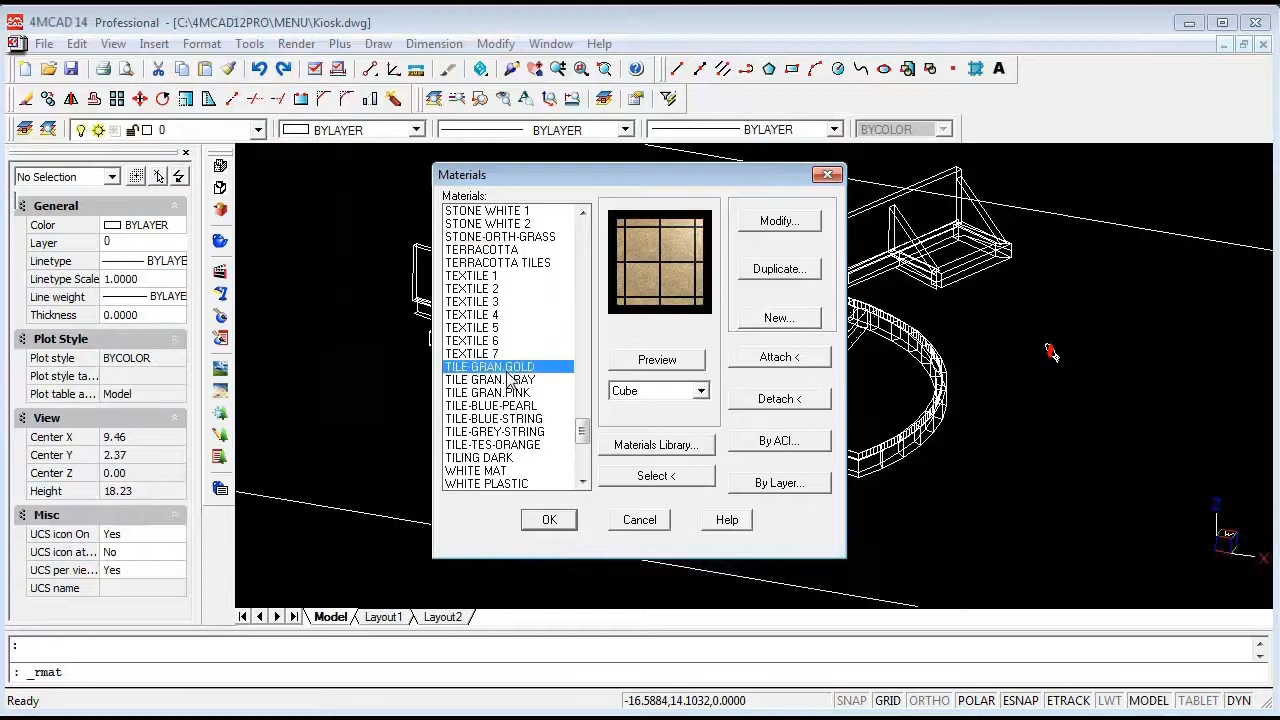 4MCAD 14 Professional - [C:\4MCAD12PRO\MENU\Kiosk.dwg]
File Edit View Insert Format Tools Render Plus Draw Dimension Modify Window Help
0 BYLAYER BYLAYER BYLAYER BYCOLOR
No Selection
General
Color BYLAYER
Layer 0
Linetype BYLAYE
Linetype Scale 1.0000
Line weight BYLAYE
Thickness 0.0000
Plot Style
Plot style BYCOLOR
Plot style ta...
Plot table a... Model
View
Center X 9.46
Center Y 2.37
Center Z 0.00
Height 18.23
Misc
UCS icon On Yes
UCS icon at... No
UCS per vie... Yes
UCS name
Materials
Materials:
STONE WHITE 1
STONE WHITE 2
STONE-ORTH-GRASS
TERRACOTTA
TERRACOTTA TILES
TEXTILE 1
TEXTILE 2
TEXTILE 3
TEXTILE 4
TEXTILE 5
TEXTILE 6
TEXTILE 7
TILE GRAN.GOLD
TILE GRAN. RAY
TILE GRAN.PINK
TILE-BLUE-PEARL
TILE-BLUE-STRING
TILE-GREY-STRING
TILE-TES-ORANGE
TILING DARK
WHITE MAT
WHITE PLASTIC
Preview
Cube
Materials Library...
Select <
Modify...
Duplicate...
New...
Attach <
Detach <
By ACI...
By Layer...
OK Cancel Help
Z
X
Model Layout1 Layout2
:
: _rmat
Ready -16.5884,14.1032,0.0000 SNAP GRID ORTHO POLAR ESNAP ETRACK LWT MODEL TABLET DYN